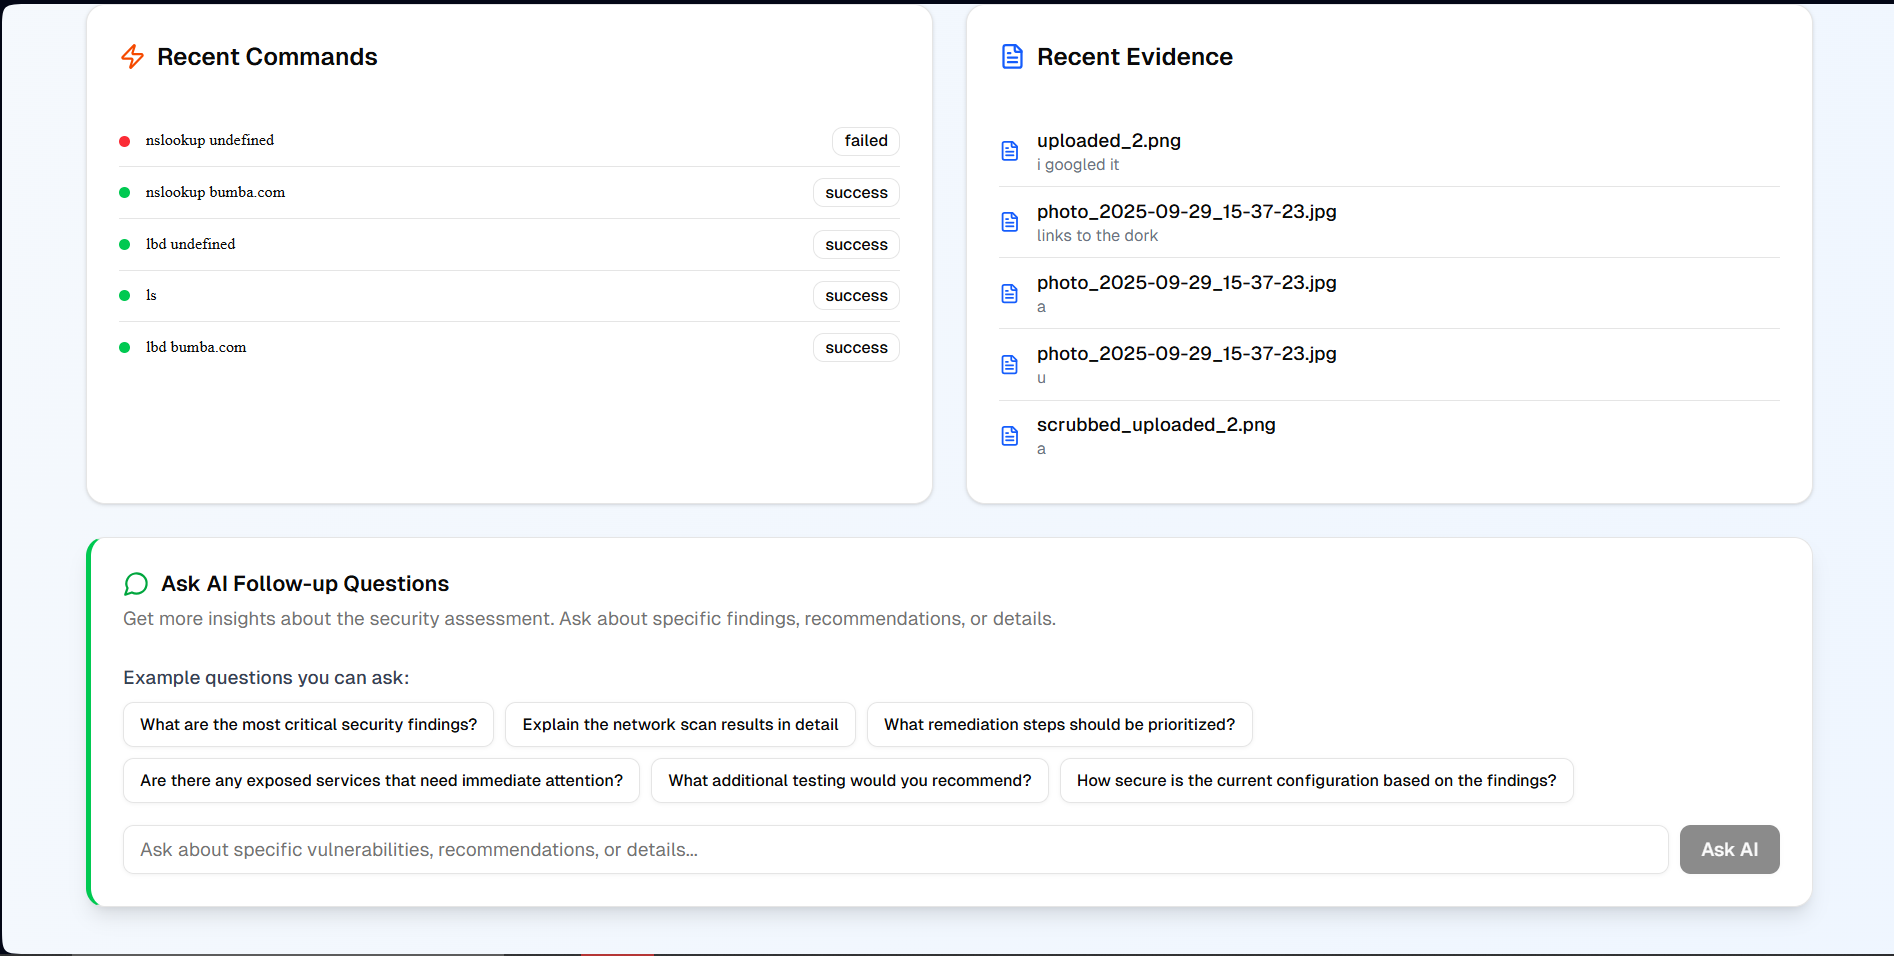 Recent Commands
nslookup undefined
failed
nslookup bumba.com
success
lbd undefined
success
ls
success
lbd bumba.com
success
Recent Evidence
uploaded_2.png
i googled it
photo_2025-09-29_15-37-23.jpg
links to the dork
photo_2025-09-29_15-37-23.jpg
a
photo_2025-09-29_15-37-23.jpg
u
scrubbed_uploaded_2.png
a
Ask AI Follow-up Questions
Get more insights about the security assessment. Ask about specific findings, recommendations, or details.
Example questions you can ask:
What are the most critical security findings?
Explain the network scan results in detail
What remediation steps should be prioritized?
Are there any exposed services that need immediate attention?
What additional testing would you recommend?
How secure is the current configuration based on the findings?
Ask about specific vulnerabilities, recommendations, or details...
Ask AI